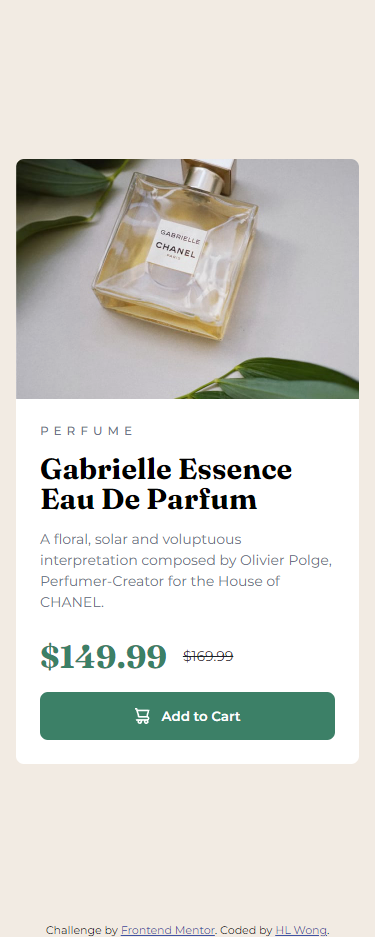 GABRIELLE
CHANEL
PARIS
PERFUME
Gabrielle Essence
Eau De Parfum
A floral, solar and voluptuous
interpretation composed by Olivier Polge,
Perfumer-Creator for the House of
CHANEL.
$149.99 $169.99
Add to Cart
Challenge by Frontend Mentor. Coded by HL Wong.